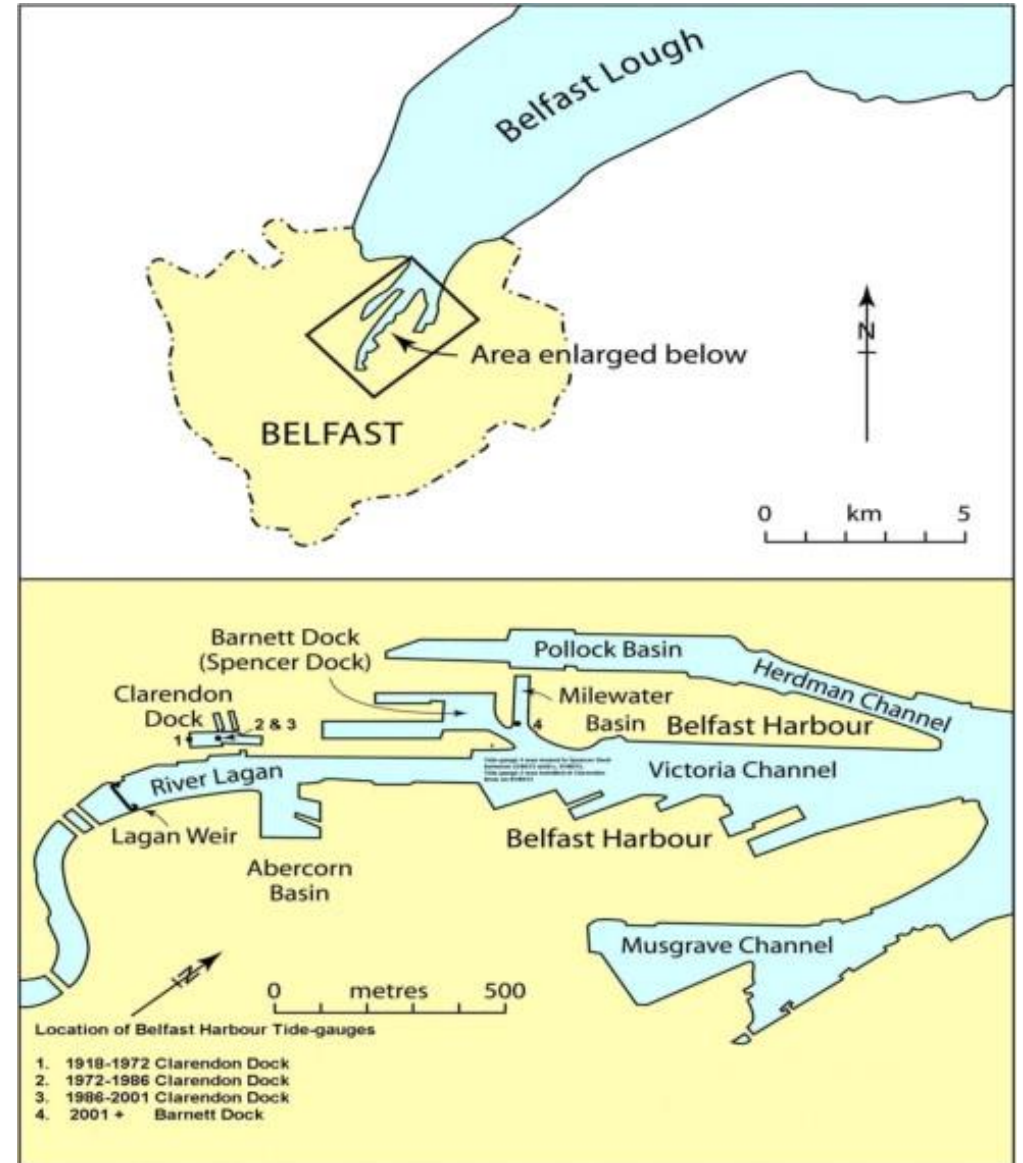 Belfast Lough
N
Area enlarged below
BELFAST
0 km 5
Barnett Dock
(Spencer Dock)
Pollock Basin
Herdman Channel
Clarendon
Dock
2 & 3
1
Milewater
Basin
4
Belfast Harbour
River Lagan
Victoria Channel
Lagan Weir
Belfast Harbour
Abercorn
Basin
Musgrave Channel
N
0 metres 500
Location of Belfast Harbour Tide-gauges
1. 1918-1972 Clarendon Dock
2. 1972-1986 Clarendon Dock
3. 1986-2001 Clarendon Dock
4. 2001 + Barnett Dock